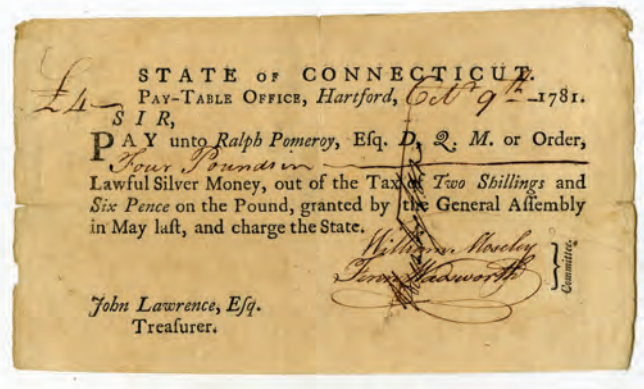 STATE OF CONNECTICUT.
£4—
PAY-TABLE OFFICE, Hartford, Octr 9th—1781.
SIR,
PAY unto Ralph Pomeroy, Esq. D. Q. M. or Order,
Four Pounds in
Lawful Silver Money, out of the Tax of Two Shillings and
Six Pence on the Pound, granted by the General Aſſembly
in May laſt, and charge the State.
William Moseley
Fenn Wadsworth
Committee.
John Lawrence, Eſq.
Treaſurer.